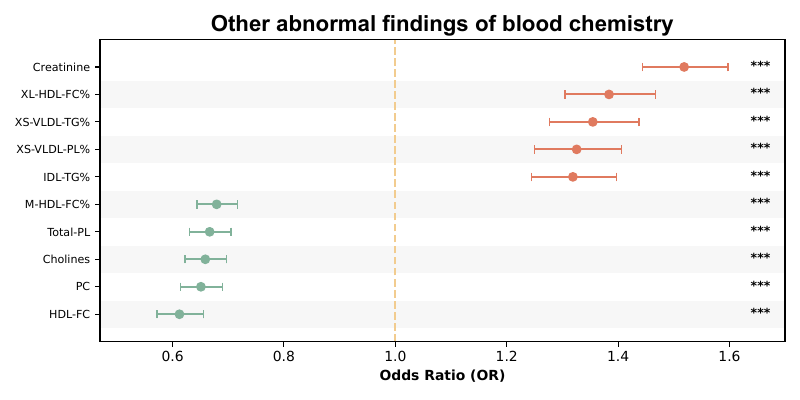 Other abnormal findings of blood chemistry
Creatinine ***
XL-HDL-FC% ***
XS-VLDL-TG% ***
XS-VLDL-PL% ***
IDL-TG% ***
M-HDL-FC% ***
Total-PL ***
Cholines ***
PC ***
HDL-FC ***
0.6 0.8 1.0 1.2 1.4 1.6
Odds Ratio (OR)